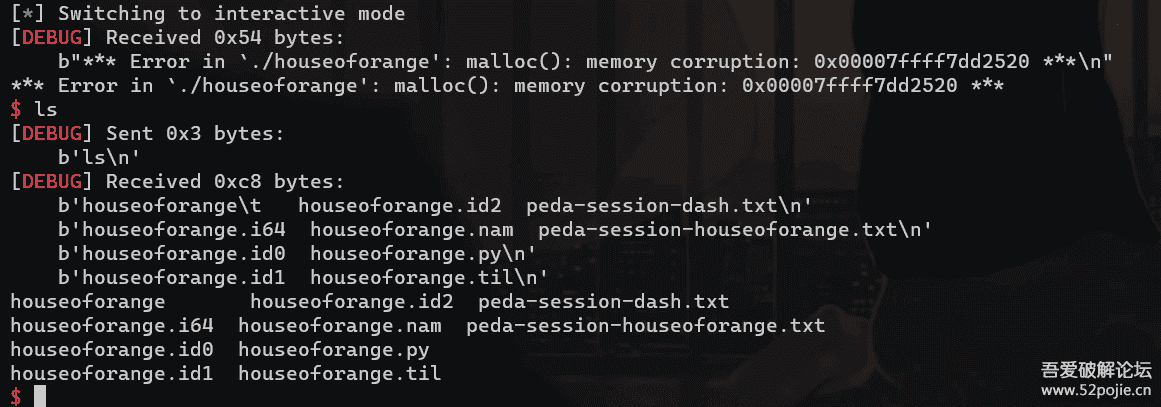 [*] Switching to interactive mode
[DEBUG] Received 0x54 bytes:
    b"*** Error in `./houseoforange': malloc(): memory corruption: 0x00007ffff7dd2520 ***\n"
*** Error in `./houseoforange': malloc(): memory corruption: 0x00007ffff7dd2520 ***
$ ls
[DEBUG] Sent 0x3 bytes:
    b'ls\n'
[DEBUG] Received 0xc8 bytes:
    b'houseoforange\t   houseoforange.id2  peda-session-dash.txt\n'
    b'houseoforange.i64  houseoforange.nam  peda-session-houseoforange.txt\n'
    b'houseoforange.id0  houseoforange.py\n'
    b'houseoforange.id1  houseoforange.til\n'
houseoforange       houseoforange.id2  peda-session-dash.txt
houseoforange.i64  houseoforange.nam  peda-session-houseoforange.txt
houseoforange.id0  houseoforange.py
houseoforange.id1  houseoforange.til
$
吾爱破解论坛
www.52pojie.cn